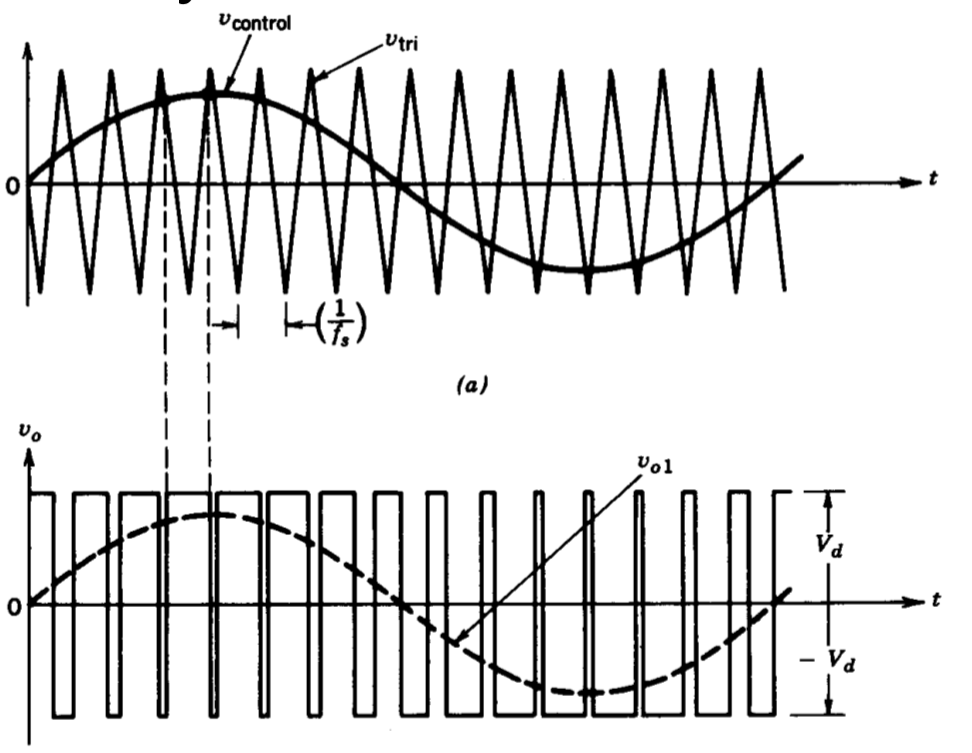 v_control
v_tri
0
t
(1/f_s)
(a)
v_o
v_o1
V_d
0
t
− V_d